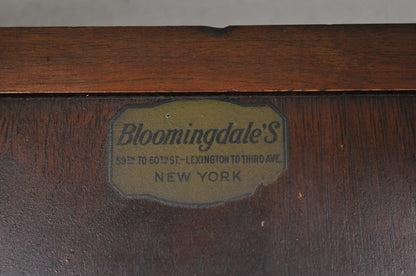 Bloomingdale'S
59TH TO 60TH ST.-LEXINGTON TO THIRD AVE.
NEW YORK